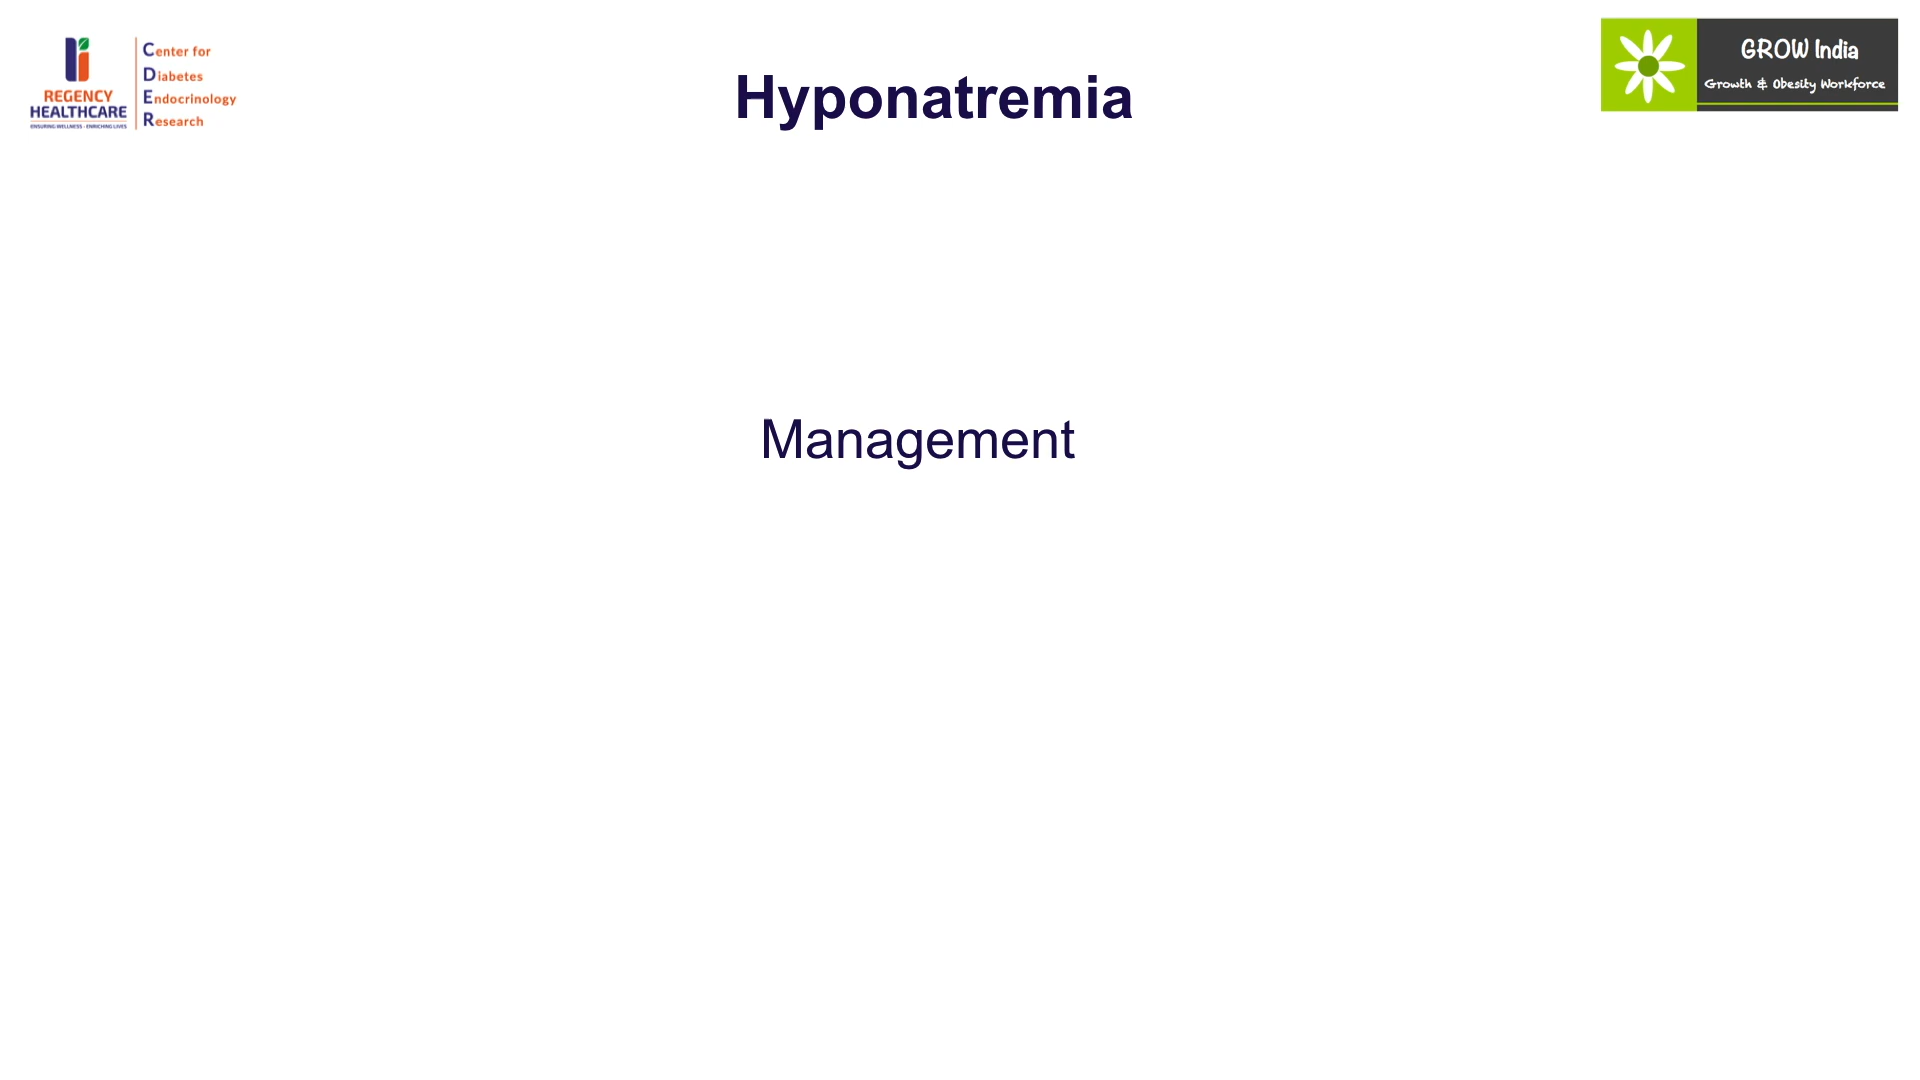 REGENCY
HEALTHCARE
ENSURING WELLNESS - ENRICHING LIVES
Center for
Diabetes
Endocrinology
Research
Hyponatremia
GROW India
Growth & Obesity Workforce
Management